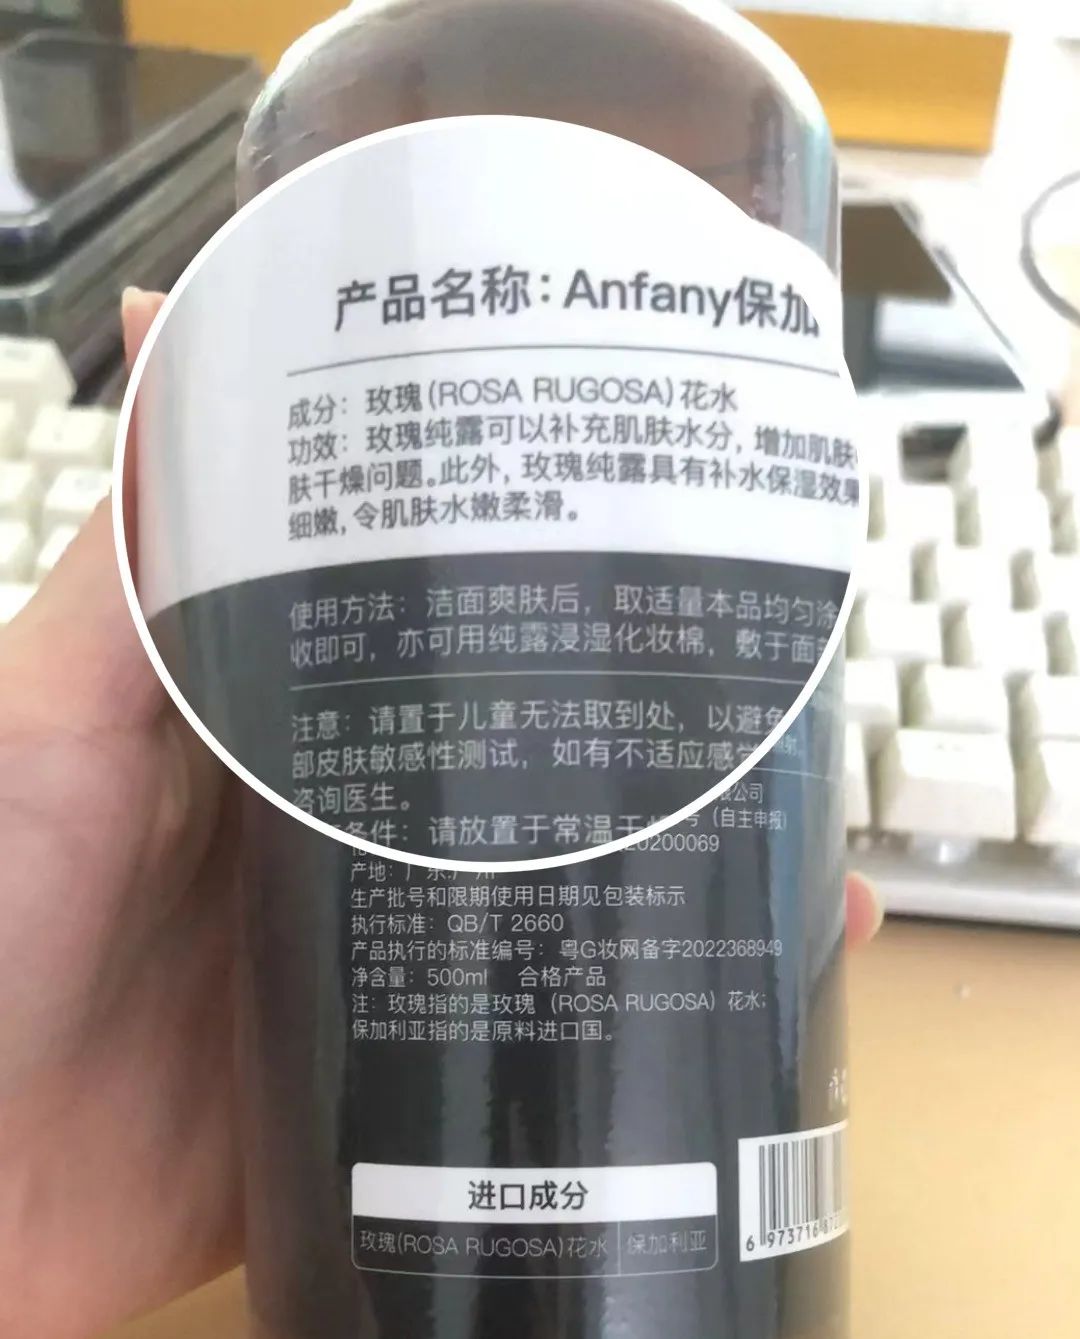 产品名称：Anfany保加
成分：玫瑰(ROSA RUGOSA)花水
功效：玫瑰纯露可以补充肌肤水分，增加肌肤
肤干燥问题。此外，玫瑰纯露具有补水保湿效果
细嫩，令肌肤水嫩柔滑。
使用方法：洁面爽肤后，取适量本品均匀涂
收即可，亦可用纯露浸湿化妆棉，敷于面
注意：请置于儿童无法取到处，以避免
部皮肤敏感性测试，如有不适应感
咨询医生。
条件：请放置于常温干
限公司
号（自主申报）
20200069
产地：广东.广州
生产批号和限期使用日期见包装标示
执行标准：QB/T 2660
产品执行的标准编号：粤G妆网备字2022368949
净含量：500ml 合格产品
注：玫瑰指的是玫瑰（ROSA RUGOSA）花水；
保加利亚指的是原料进口国。
进口成分
玫瑰(ROSA RUGOSA)花水 保加利亚
6 973716